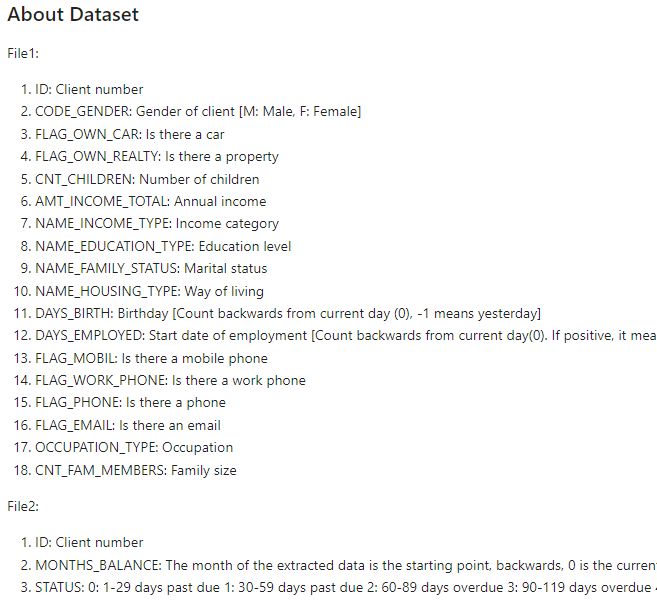 About Dataset
File1:
1. ID: Client number
2. CODE_GENDER: Gender of client [M: Male, F: Female]
3. FLAG_OWN_CAR: Is there a car
4. FLAG_OWN_REALTY: Is there a property
5. CNT_CHILDREN: Number of children
6. AMT_INCOME_TOTAL: Annual income
7. NAME_INCOME_TYPE: Income category
8. NAME_EDUCATION_TYPE: Education level
9. NAME_FAMILY_STATUS: Marital status
10. NAME_HOUSING_TYPE: Way of living
11. DAYS_BIRTH: Birthday [Count backwards from current day (0), -1 means yesterday]
12. DAYS_EMPLOYED: Start date of employment [Count backwards from current day(0). If positive, it mea
13. FLAG_MOBIL: Is there a mobile phone
14. FLAG_WORK_PHONE: Is there a work phone
15. FLAG_PHONE: Is there a phone
16. FLAG_EMAIL: Is there an email
17. OCCUPATION_TYPE: Occupation
18. CNT_FAM_MEMBERS: Family size
File2:
1. ID: Client number
2. MONTHS_BALANCE: The month of the extracted data is the starting point, backwards, 0 is the curren
3. STATUS: 0: 1-29 days past due 1: 30-59 days past due 2: 60-89 days overdue 3: 90-119 days overdue